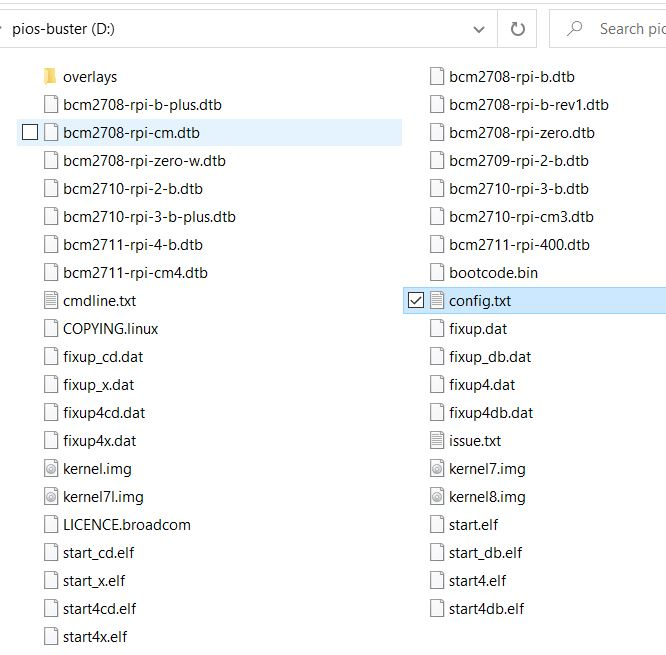 pios-buster (D:)
Search pio
overlays
bcm2708-rpi-b.dtb
bcm2708-rpi-b-plus.dtb
bcm2708-rpi-b-rev1.dtb
bcm2708-rpi-cm.dtb
bcm2708-rpi-zero.dtb
bcm2708-rpi-zero-w.dtb
bcm2709-rpi-2-b.dtb
bcm2710-rpi-2-b.dtb
bcm2710-rpi-3-b.dtb
bcm2710-rpi-3-b-plus.dtb
bcm2710-rpi-cm3.dtb
bcm2711-rpi-4-b.dtb
bcm2711-rpi-400.dtb
bcm2711-rpi-cm4.dtb
bootcode.bin
cmdline.txt
config.txt
COPYING.linux
fixup.dat
fixup_cd.dat
fixup_db.dat
fixup_x.dat
fixup4.dat
fixup4cd.dat
fixup4db.dat
fixup4x.dat
issue.txt
kernel.img
kernel7.img
kernel7l.img
kernel8.img
LICENCE.broadcom
start.elf
start_cd.elf
start_db.elf
start_x.elf
start4.elf
start4cd.elf
start4db.elf
start4x.elf